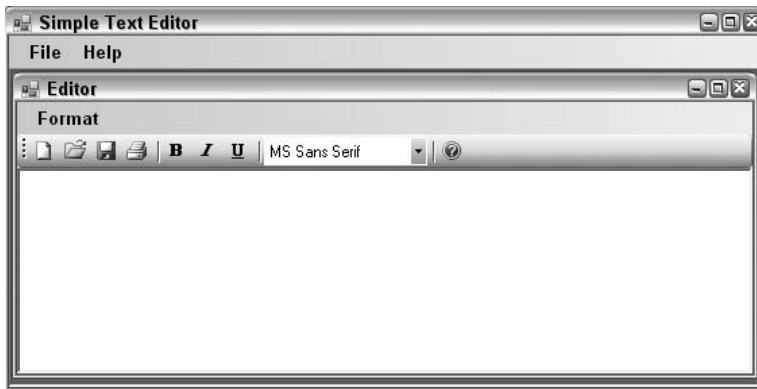 Simple Text Editor
File Help
Editor
Format
B I U MS Sans Serif